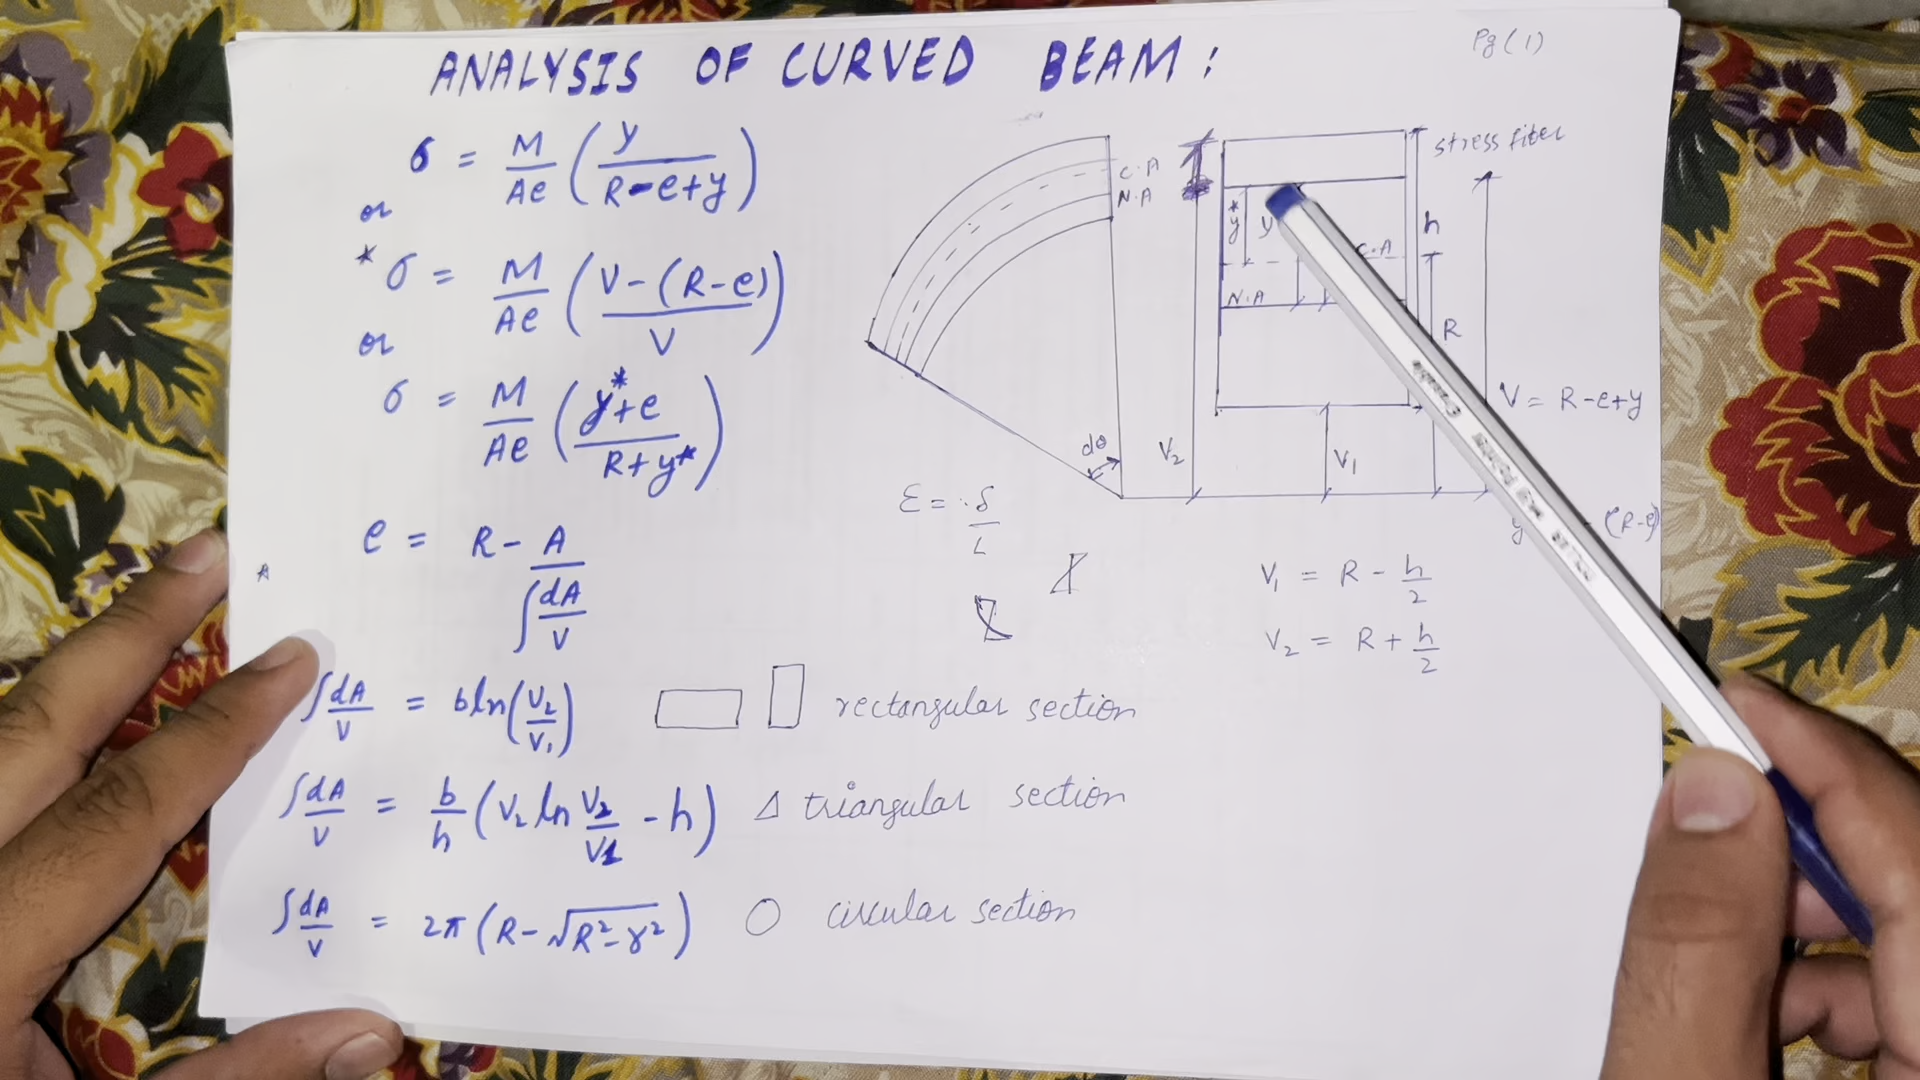 Pg(1)
ANALYSIS OF CURVED BEAM:
σ = M/Ae (y/(R-e+y))
or
* σ = M/Ae ((V-(R-e))/V)
or
σ = M/Ae ((y*+e)/(R+y*))
e = R - A/∫dA/V
∫dA/V = b ln(V₂/V₁) rectangular section
∫dA/V = b/h (V₂ ln V₂/V1 - h) Δ triangular section
∫dA/V = 2π(R-√R²-r²) ○ circular section
C.A
N.A
dθ
ε = δ/L
stress fiber
y*
y
C.A
N.A
h
R
V = R-e+y
V₂
V₁
y
(R-e)
V₁ = R - h/2
V₂ = R + h/2
A